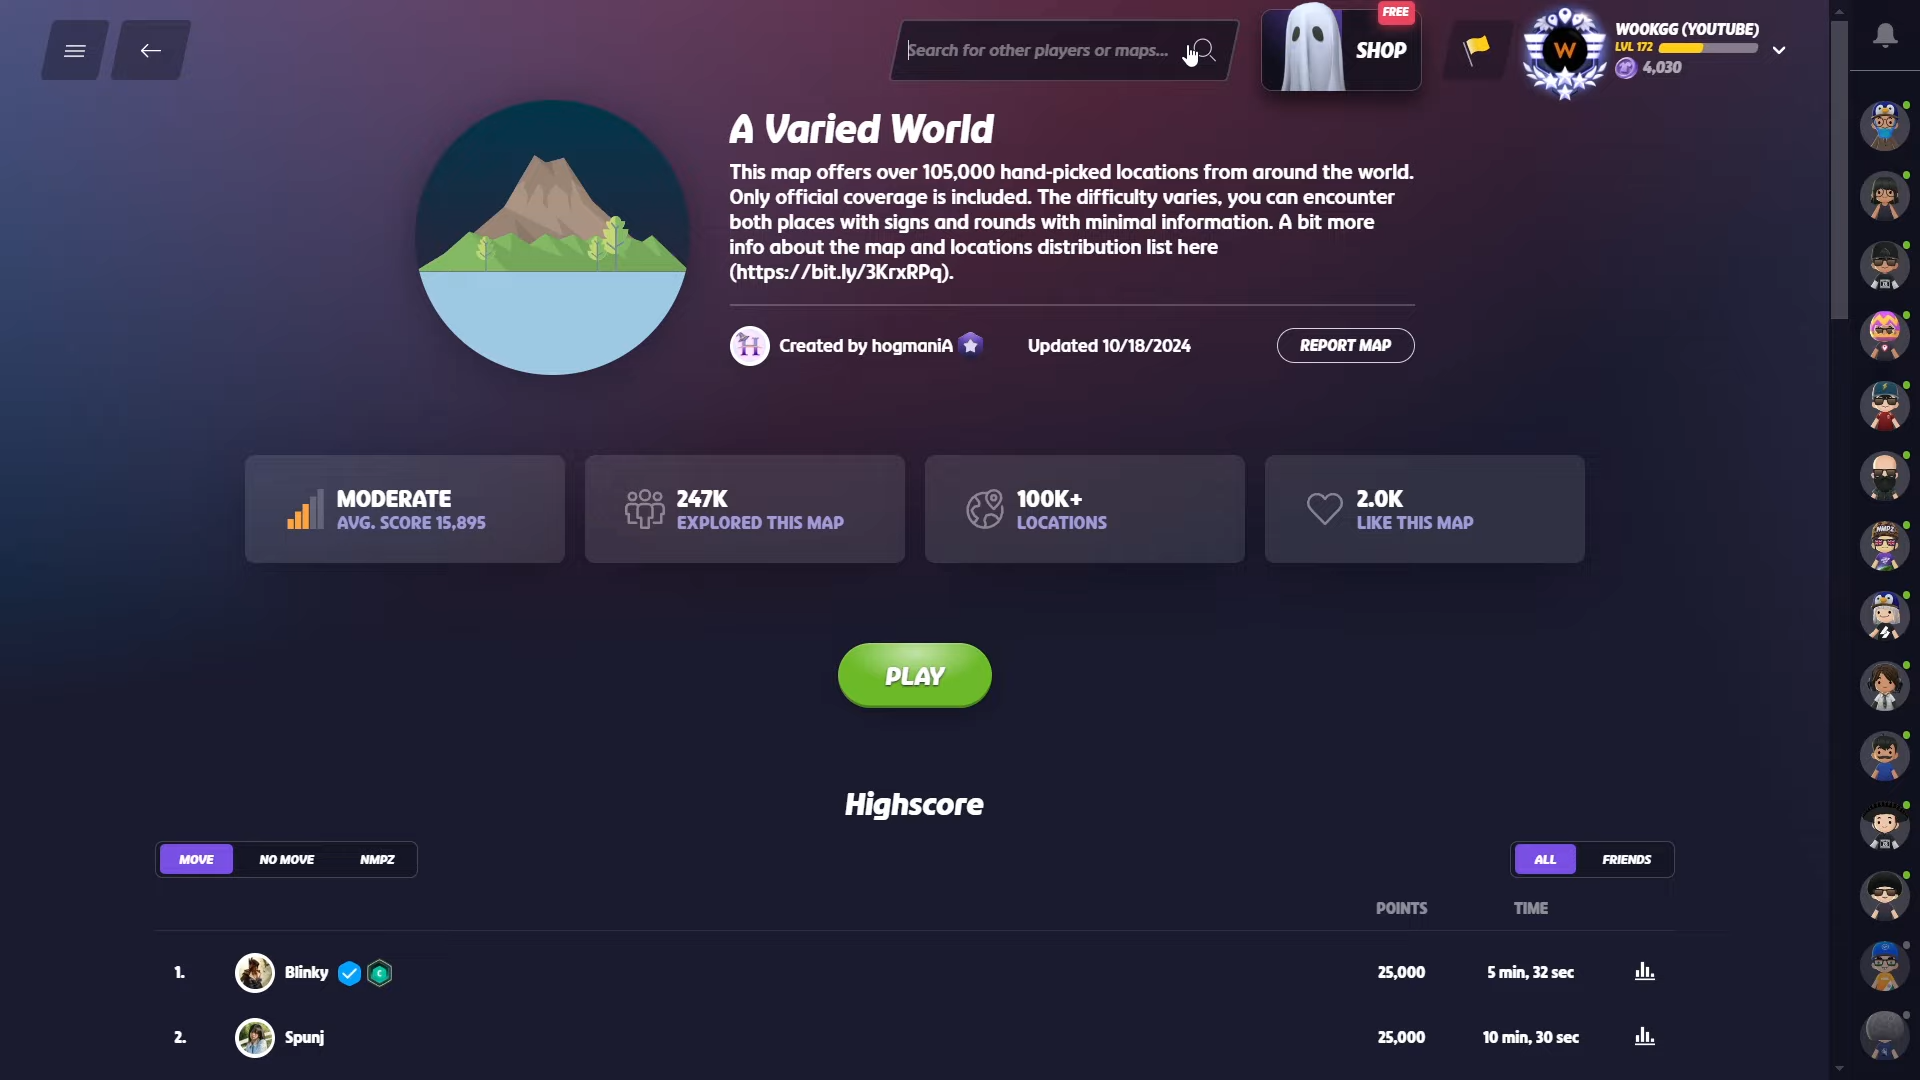 Search for other players or maps...
FREE
SHOP
W
WOOKGG (YOUTUBE)
LVL 172
4,030
A Varied World
This map offers over 105,000 hand-picked locations from around the world.
Only official coverage is included. The difficulty varies, you can encounter
both places with signs and rounds with minimal information. A bit more
info about the map and locations distribution list here
(https://bit.ly/3KrxRPq).
H
Created by hogmaniA
Updated 10/18/2024
REPORT MAP
MODERATE
AVG. SCORE 15,895
247K
EXPLORED THIS MAP
100K+
LOCATIONS
2.0K
LIKE THIS MAP
NMPZ
PLAY
Highscore
MOVE
NO MOVE
NMPZ
ALL
FRIENDS
POINTS
TIME
1.
Blinky
25,000
5 min, 32 sec
2.
Spunj
25,000
10 min, 30 sec